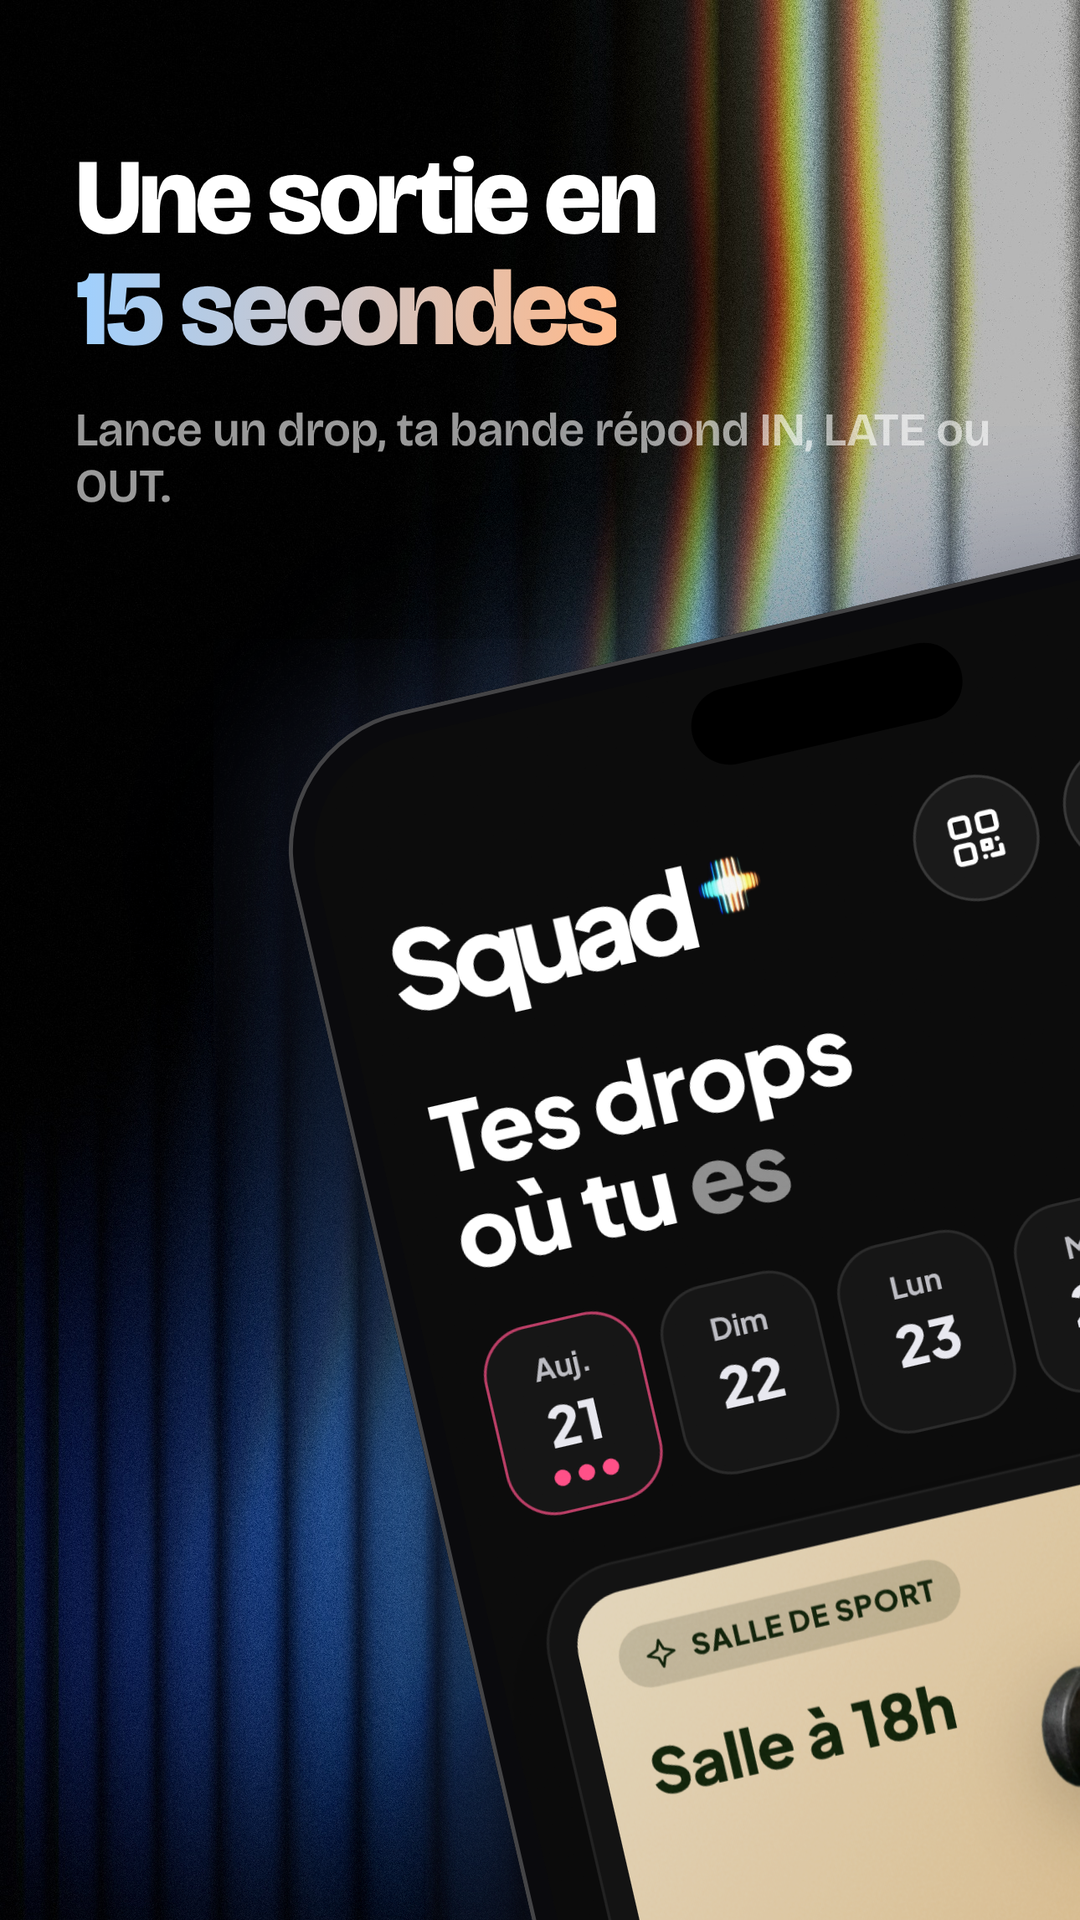 Une sortie en
15 secondes
Lance un drop, ta bande répond IN, LATE ou
OUT.
Squad
Tes drops
où tu es
Auj.
21
Dim
22
Lun
23
SALLE DE SPORT
Salle à 18h